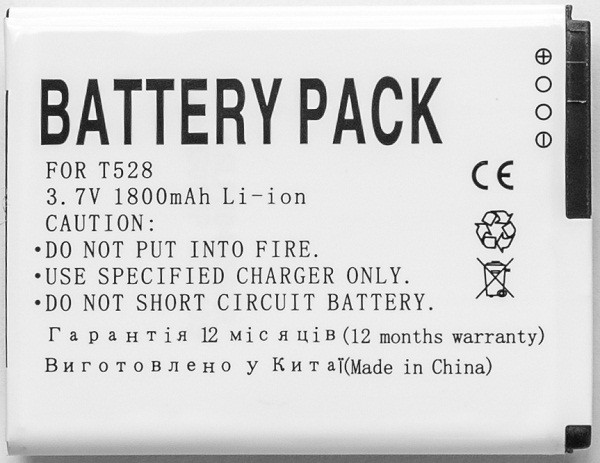 BATTERY PACK
FOR T528
3.7V 1800mAh Li-ion
CE
CAUTION:
·DO NOT PUT INTO FIRE.
·USE SPECIFIED CHARGER ONLY.
·DO NOT SHORT CIRCUIT BATTERY.
Гарантія 12 місяців (12 months warranty)
Виготовлено у Китаї(Made in China)